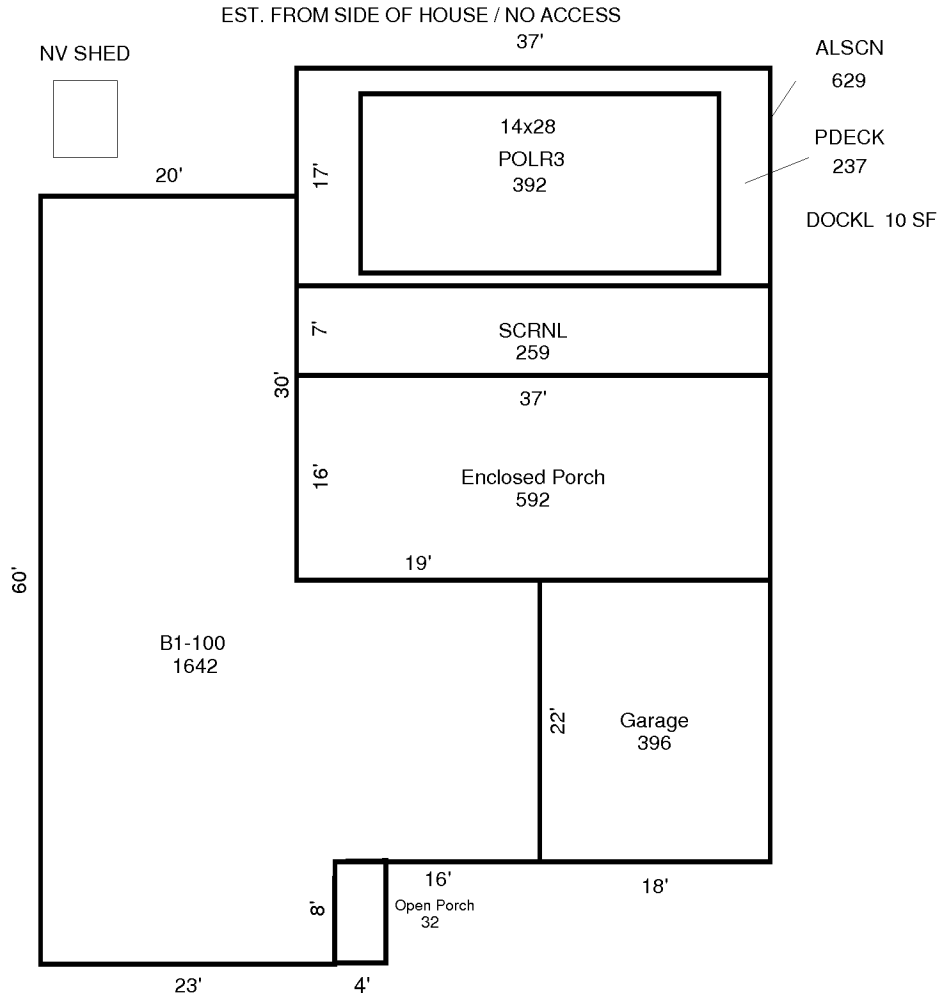 EST. FROM SIDE OF HOUSE / NO ACCESS
37'
NV SHED
ALSCN
629
14x28
POLR3
392
PDECK
237
17'
20'
DOCKL 10 SF
7'
SCRNL
259
30'
37'
16'
Enclosed Porch
592
19'
60'
B1-100
1642
22'
Garage
396
16'
18'
8'
Open Porch
32
23'
4'